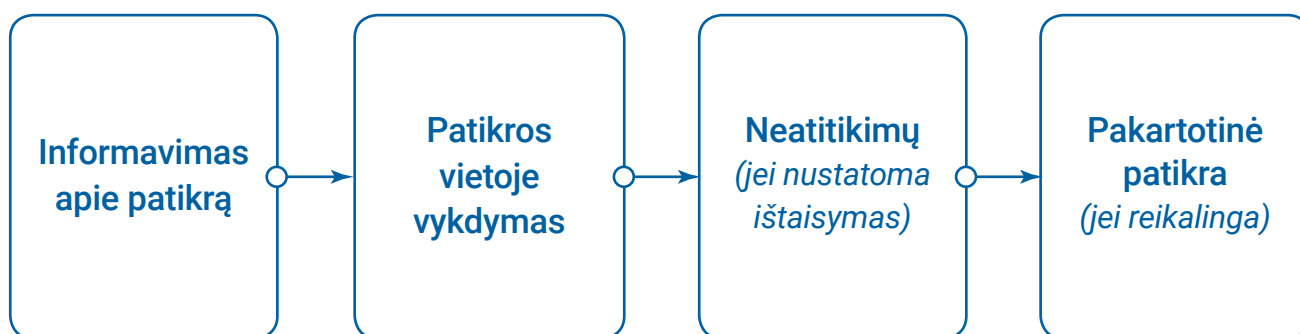 Informavimas
apie patikrą
Patikros
vietoje
vykdymas
Neatitikimų
(jei nustatoma
ištaisymas)
Pakartotinė
patikra
(jei reikalinga)